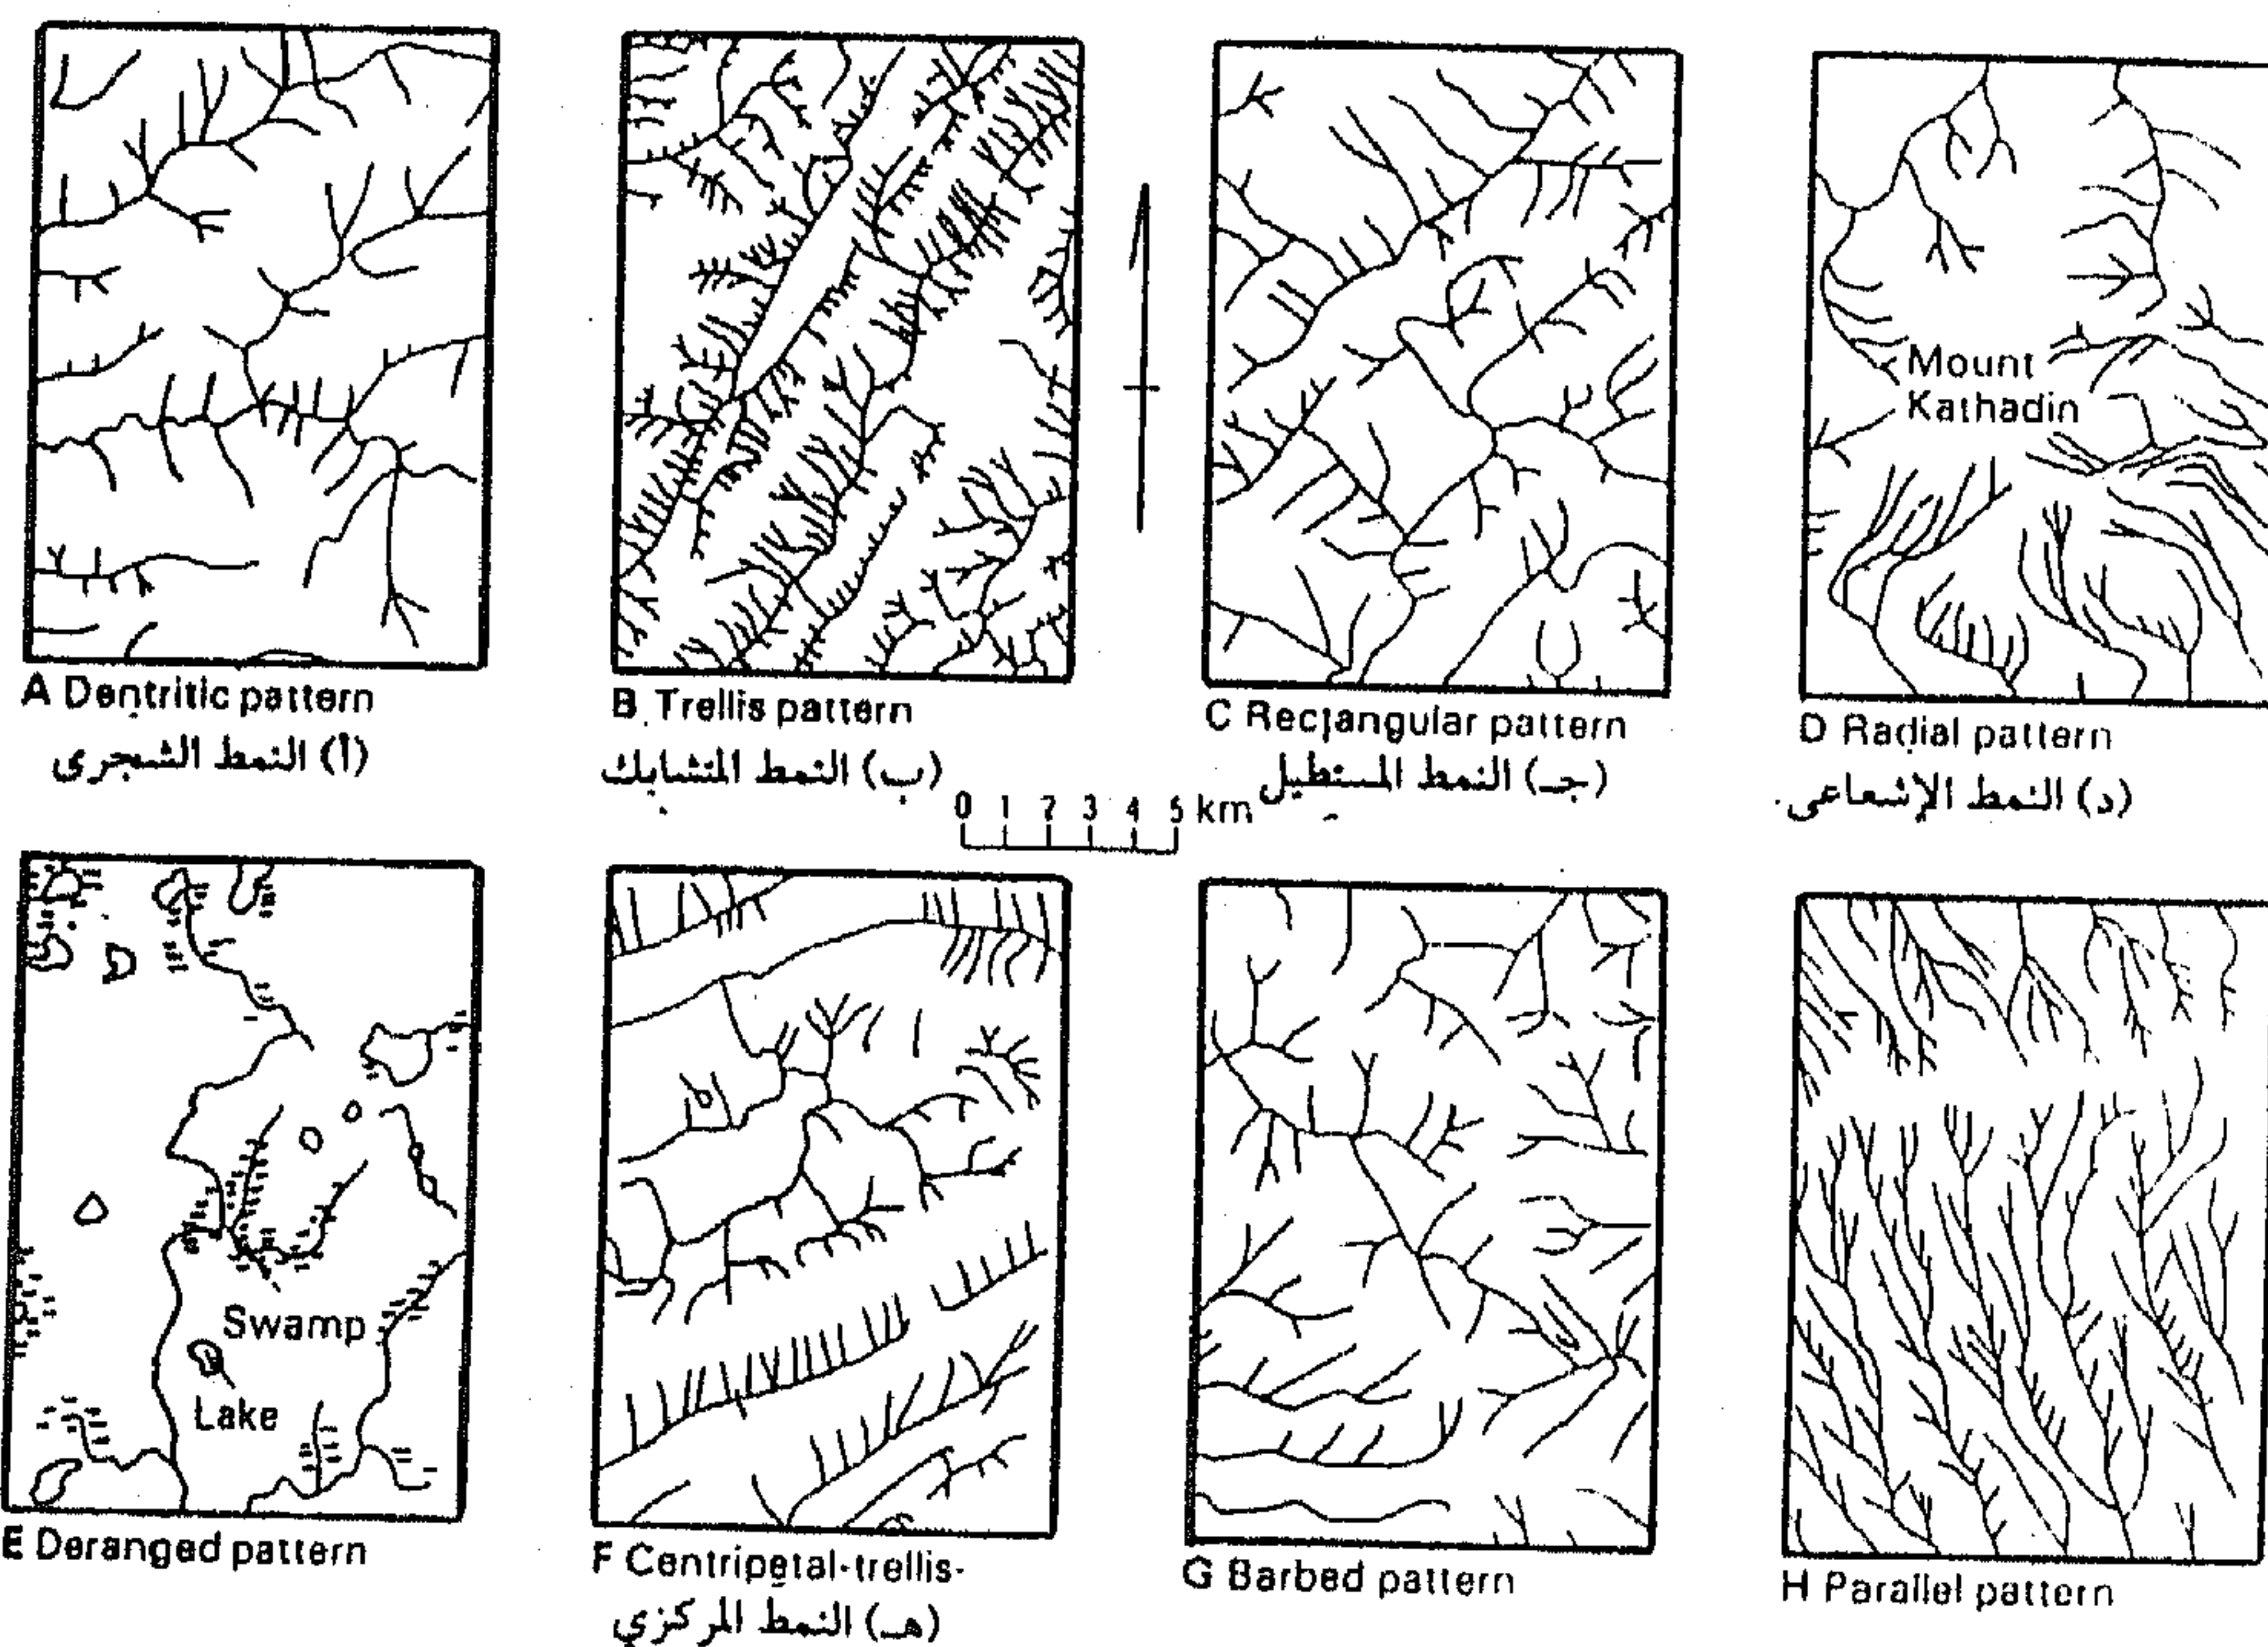 A Dentritic pattern
(أ) النمط الشجرى
B Trellis pattern
(ب) النمط المتشابك
C Rectangular pattern
(جـ) النمط المستطيل
Mount
Kathadin
D Radial pattern
(د) النمط الإشعاعى
0 1 2 3 4 5 km
Swamp
Lake
E Deranged pattern
F Centripetal-trellis-
(هـ) النمط المركزي
G Barbed pattern
H Parallel pattern